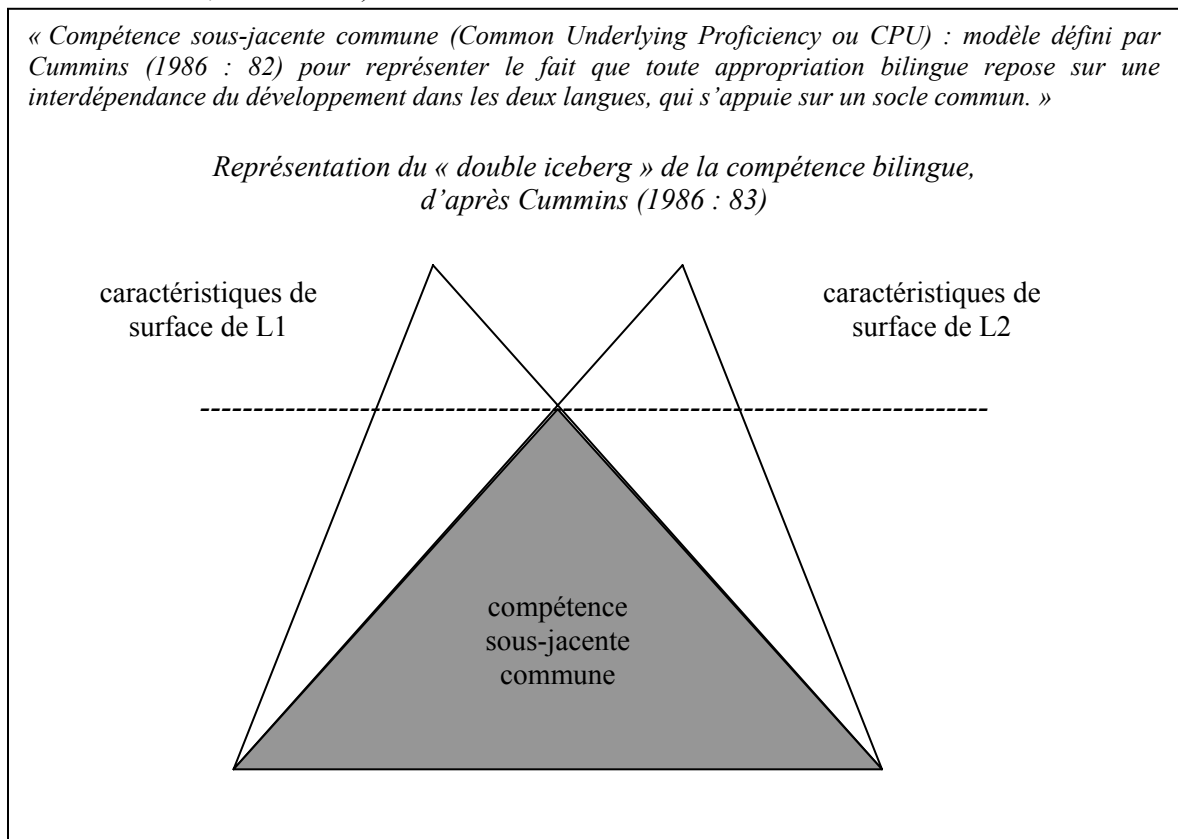 « Compétence sous-jacente commune (Common Underlying Proficiency ou CPU) : modèle défini par
Cummins (1986 : 82) pour représenter le fait que toute appropriation bilingue repose sur une
interdépendance du développement dans les deux langues, qui s'appuie sur un socle commun. »
Représentation du « double iceberg » de la compétence bilingue,
d'après Cummins (1986 : 83)
caractéristiques de
surface de L1
caractéristiques de
surface de L2
compétence
sous-jacente
commune